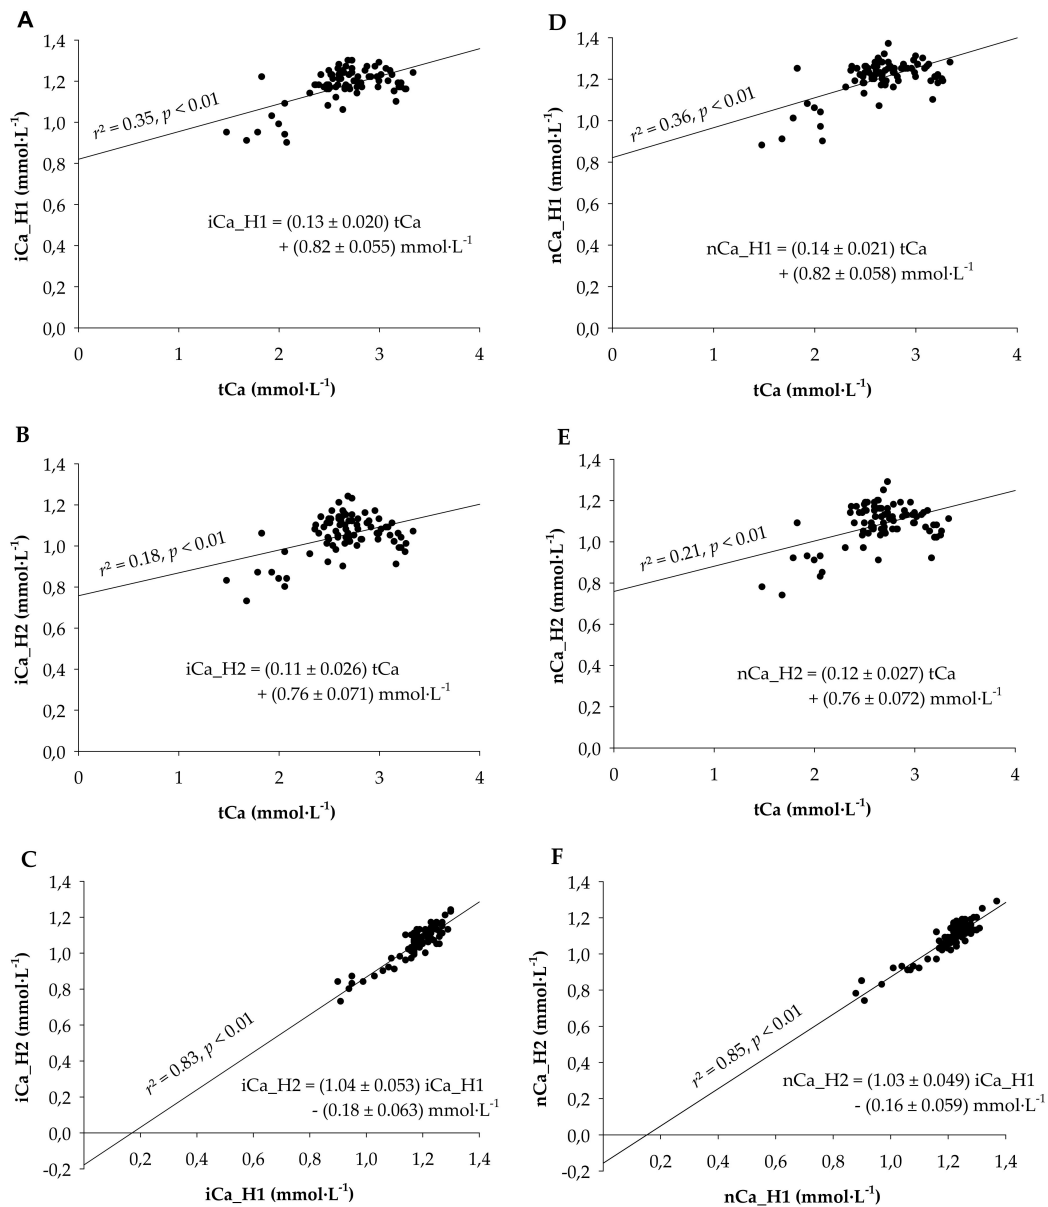 A
1,4
1,2
1,0
0,8
0,6
0,4
0,2
0,0
0 1 2 3 4
iCa_H1 (mmol·L-1)
tCa (mmol·L-1)
r2 = 0.35, p < 0.01
iCa_H1 = (0.13 ± 0.020) tCa
+ (0.82 ± 0.055) mmol·L-1
D
1,4
1,2
1,0
0,8
0,6
0,4
0,2
0,0
0 1 2 3 4
nCa_H1 (mmol·L-1)
tCa (mmol·L-1)
r2 = 0.36, p < 0.01
nCa_H1 = (0.14 ± 0.021) tCa
+ (0.82 ± 0.058) mmol·L-1
B
1,4
1,2
1,0
0,8
0,6
0,4
0,2
0,0
0 1 2 3 4
iCa_H2 (mmol·L-1)
tCa (mmol·L-1)
r2 = 0.18, p < 0.01
iCa_H2 = (0.11 ± 0.026) tCa
+ (0.76 ± 0.071) mmol·L-1
E
1,4
1,2
1,0
0,8
0,6
0,4
0,2
0,0
0 1 2 3 4
nCa_H2 (mmol·L-1)
tCa (mmol·L-1)
r2 = 0.21, p < 0.01
nCa_H2 = (0.12 ± 0.027) tCa
+ (0.76 ± 0.072) mmol·L-1
C
1,4
1,2
1,0
0,8
0,6
0,4
0,2
0,0
-0,2
0,2 0,4 0,6 0,8 1,0 1,2 1,4
iCa_H2 (mmol·L-1)
iCa_H1 (mmol·L-1)
r2 = 0.83, p < 0.01
iCa_H2 = (1.04 ± 0.053) iCa_H1
- (0.18 ± 0.063) mmol·L-1
F
1,4
1,2
1,0
0,8
0,6
0,4
0,2
0,0
-0,2
0,2 0,4 0,6 0,8 1,0 1,2 1,4
nCa_H2 (mmol·L-1)
nCa_H1 (mmol·L-1)
r2 = 0.85, p < 0.01
nCa_H2 = (1.03 ± 0.049) iCa_H1
- (0.16 ± 0.059) mmol·L-1